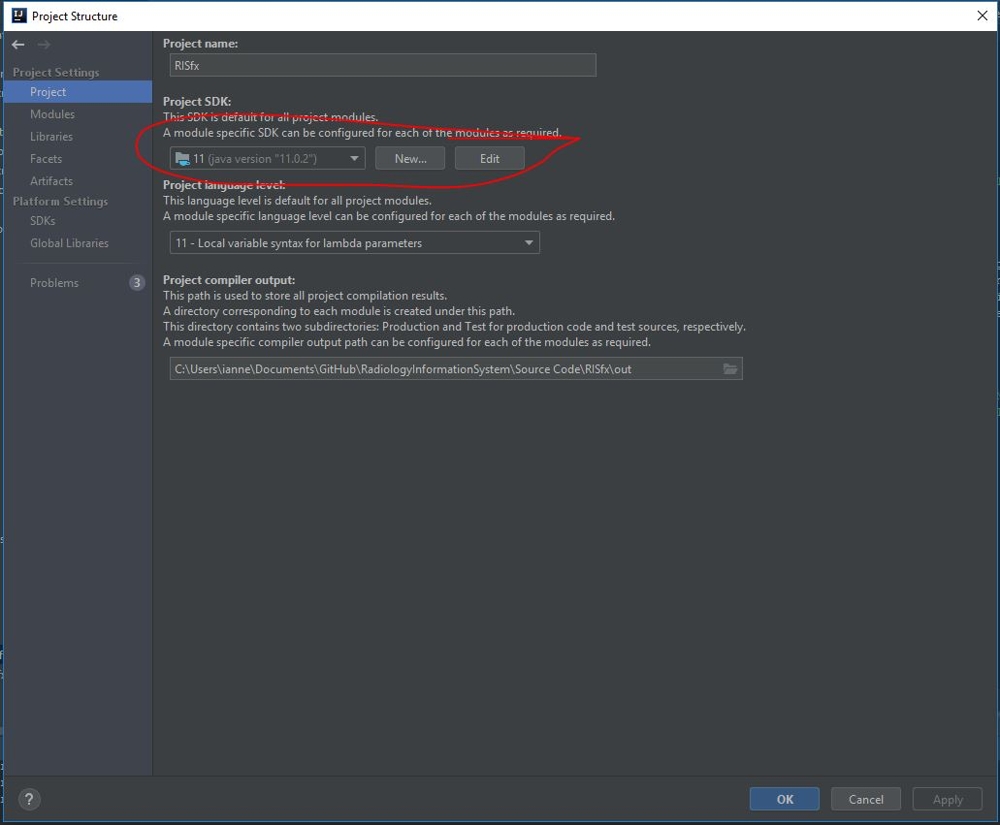 Project Structure
Project Settings
Project
Modules
Libraries
Facets
Artifacts
Platform Settings
SDKs
Global Libraries
Problems 3
Project name:
RISfx
Project SDK:
This SDK is default for all project modules.
A module specific SDK can be configured for each of the modules as required.
11 (java version "11.0.2") New... Edit
Project language level:
This language level is default for all project modules.
A module specific language level can be configured for each of the modules as required.
11 - Local variable syntax for lambda parameters
Project compiler output:
This path is used to store all project compilation results.
A directory corresponding to each module is created under this path.
This directory contains two subdirectories: Production and Test for production code and test sources, respectively.
A module specific compiler output path can be configured for each of the modules as required.
C:\Users\ianne\Documents\GitHub\RadiologyInformationSystem\Source Code\RISfx\out
? OK Cancel Apply